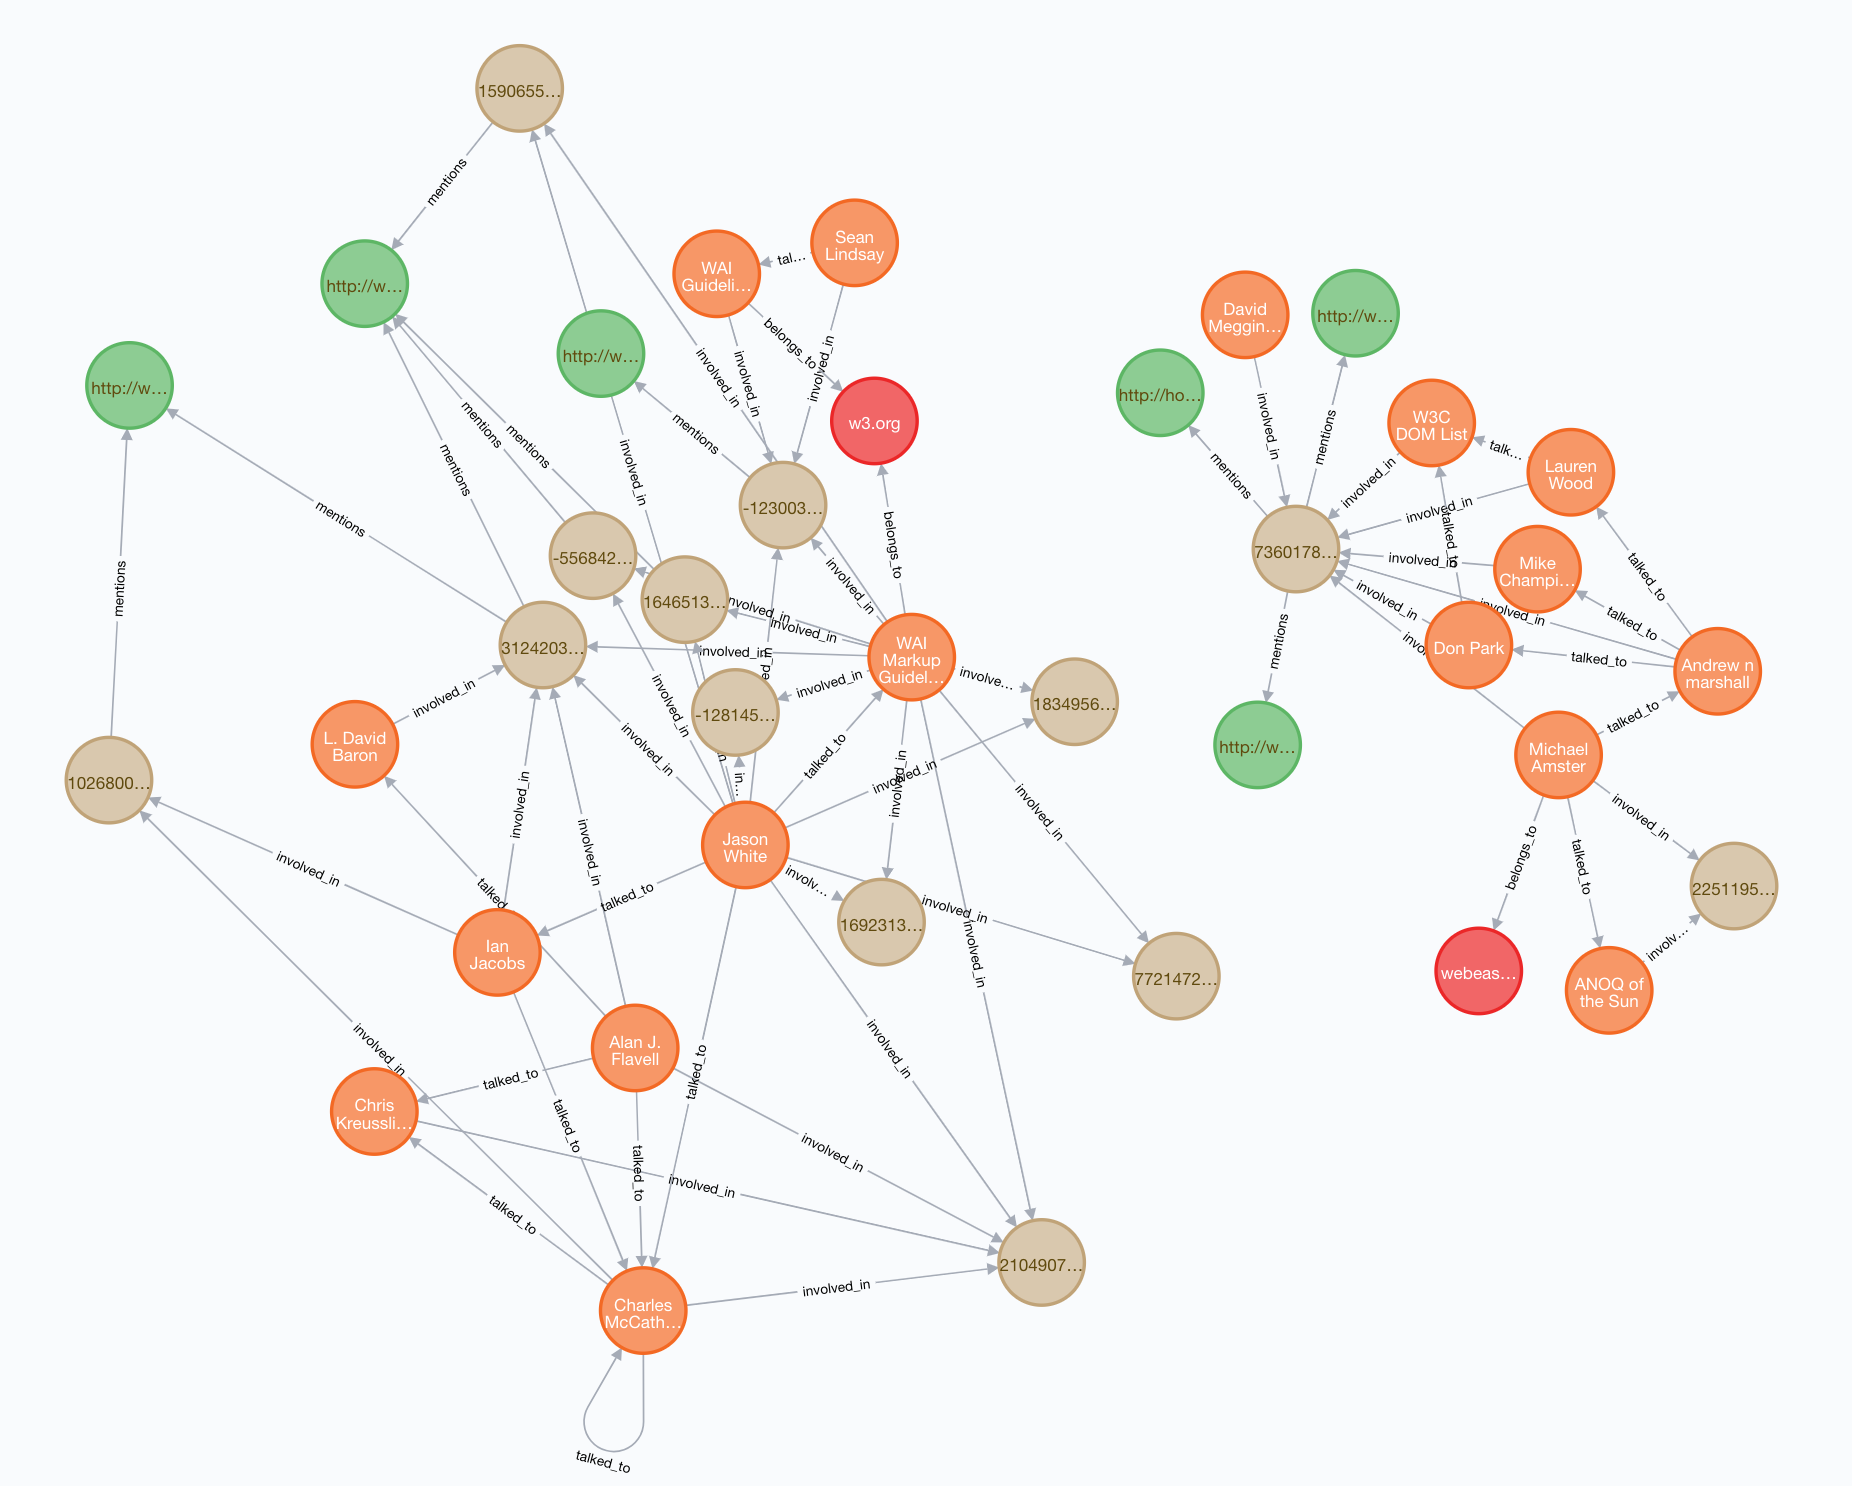 1590655…
mentions
Sean
Lindsay
WAI
Guideli…
tal…
http://w…
belongs_to
David
Meggin…
http://w…
http://w…
involved_in
involved_in
involved_in
http://w…
http://ho…
w3.org
W3C
DOM List
involved_in
mentions
mentions
mentions
mentions
mentions
involved_in
mentions
talk…
Lauren
Wood
mentions
involved_in
-123003…
involved_in
mentions
belongs_to
talked_to
7360178…
-556842…
involved_in
Mike
Champi…
mentions
1646513…
involved_in
involved_in
involved_in
involved_in
involved_in
talked_to
talked_to
3124203…
involved_in
WAI
Markup
Guidel…
mentions
Don Park
talked_to
Andrew n
marshall
involved_in
involved_in
involved_in
involve…
1834956…
-128145…
talked_to
L. David
Baron
involved_in
talked_to
http://w…
Michael
Amster
1026800…
in…
involved_in
involved_in
involved_in
involved_in
involved_in
Jason
White
involved_in
involved_in
involv…
talked_to
belongs_to
talked_to
2251195…
1692313…
involved_in
involved_in
Ian
Jacobs
7721472…
webeas…
involv…
ANOQ of
the Sun
involved_in
Alan J.
Flavell
involved_in
talked_to
talked_to
Chris
Kreussli…
talked_to
involved_in
talked_to
involved_in
talked_to
2104907…
involved_in
Charles
McCath…
talked_to